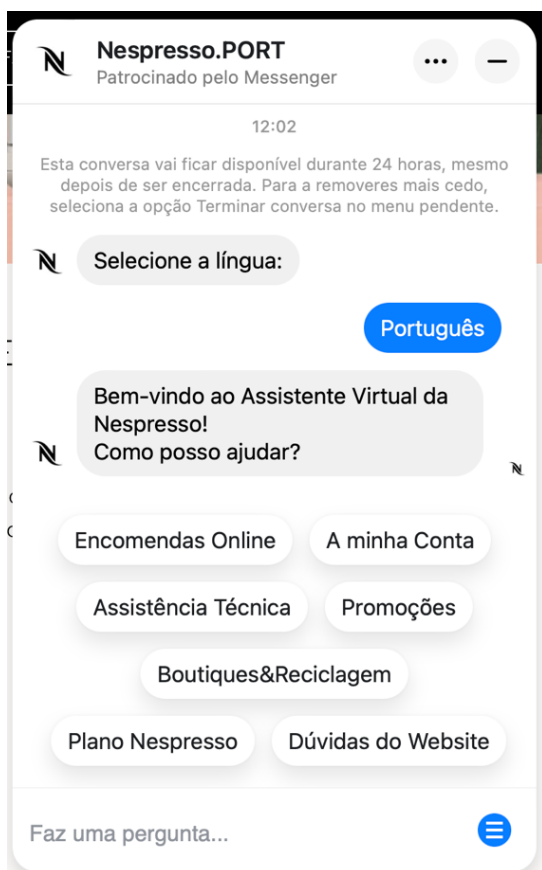 Nespresso.PORT
Patrocinado pelo Messenger
12:02
Esta conversa vai ficar disponível durante 24 horas, mesmo
depois de ser encerrada. Para a removeres mais cedo,
seleciona a opção Terminar conversa no menu pendente.
Selecione a língua:
Português
Bem-vindo ao Assistente Virtual da
Nespresso!
Como posso ajudar?
Encomendas Online
A minha Conta
Assistência Técnica
Promoções
Boutiques&Reciclagem
Plano Nespresso
Dúvidas do Website
Faz uma pergunta...